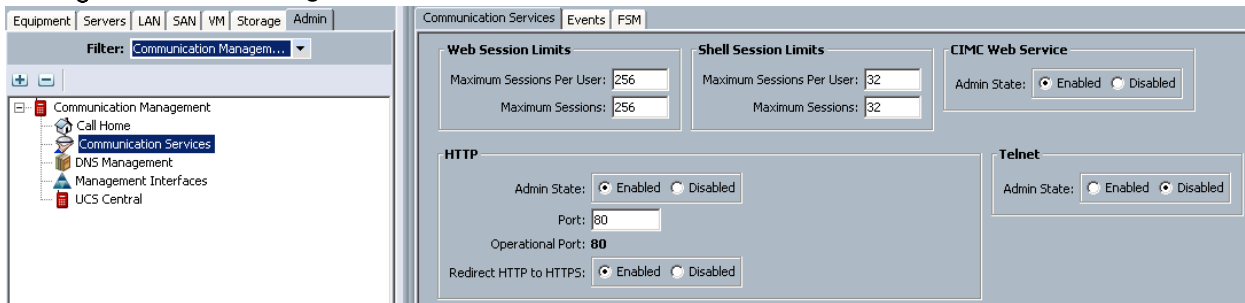 Equipment Servers LAN SAN VM Storage Admin
Filter: Communication Managem...
Communication Management
Call Home
Communication Services
DNS Management
Management Interfaces
UCS Central
Communication Services Events FSM
Web Session Limits
Maximum Sessions Per User: 256
Maximum Sessions: 256
Shell Session Limits
Maximum Sessions Per User: 32
Maximum Sessions: 32
CIMC Web Service
Admin State: Enabled Disabled
HTTP
Admin State: Enabled Disabled
Port: 80
Operational Port: 80
Redirect HTTP to HTTPS: Enabled Disabled
Telnet
Admin State: Enabled Disabled